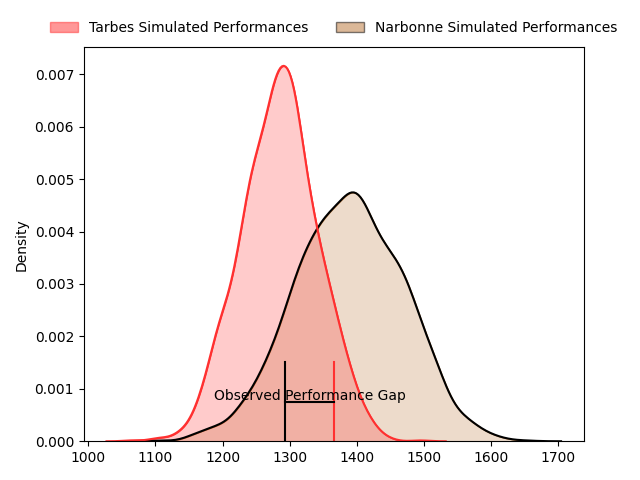 Tarbes Simulated Performances
Narbonne Simulated Performances
Density
0.007
0.006
0.005
0.004
0.003
0.002
0.001
0.000
Observed Performance Gap
1000 1100 1200 1300 1400 1500 1600 1700